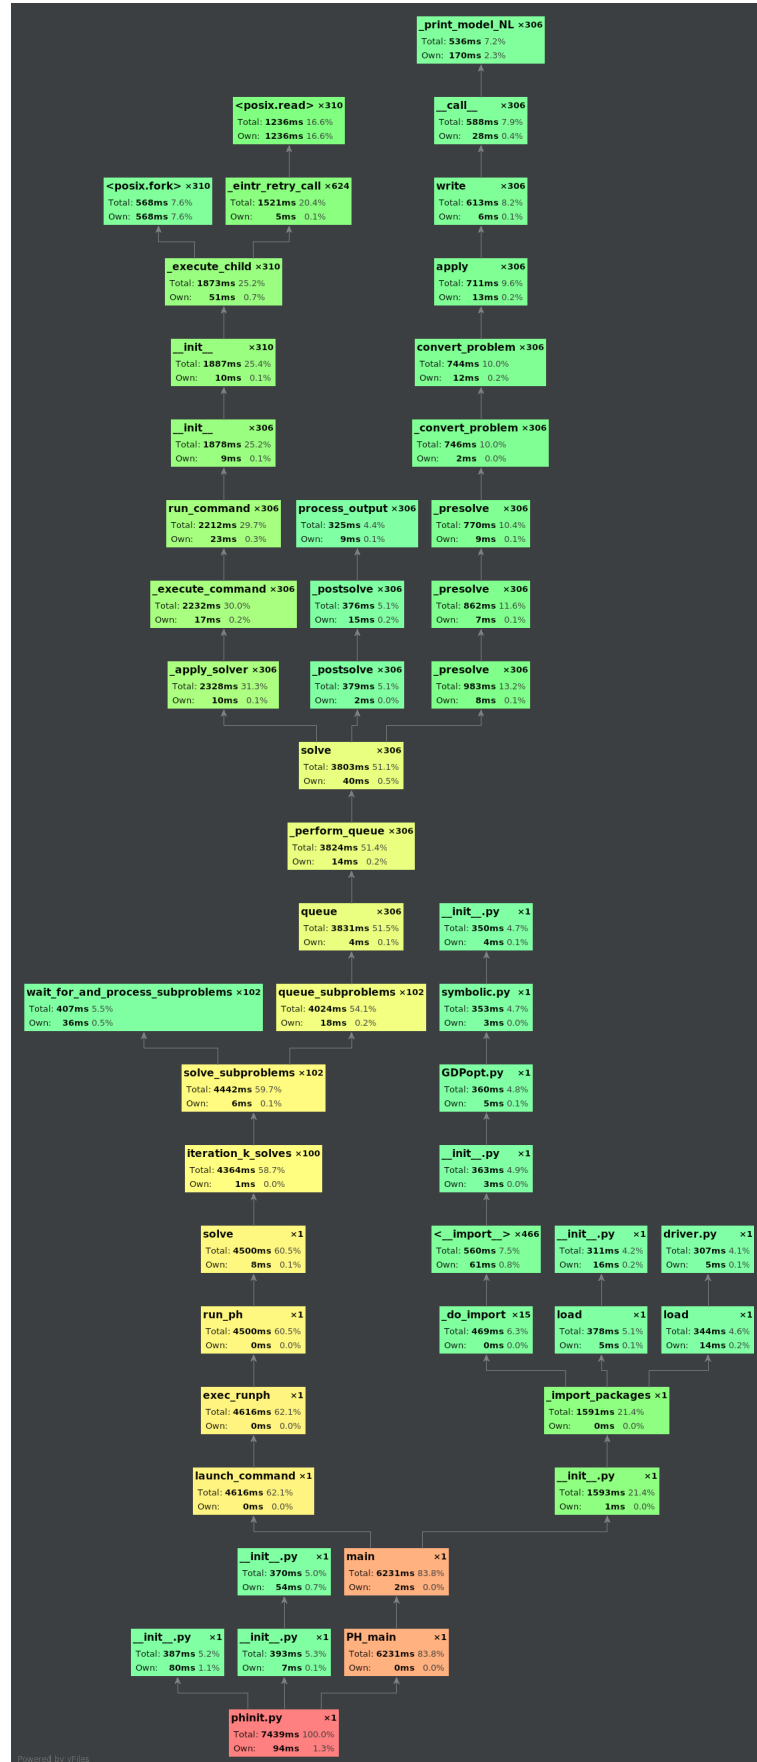 _print_model_NL ×306
Total: 536ms 7.2%
Own: 170ms 2.3%
<posix.read> ×310
Total: 1236ms 16.6%
Own: 1236ms 16.6%
__call__ ×306
Total: 588ms 7.9%
Own: 28ms 0.4%
<posix.fork> ×310
Total: 568ms 7.6%
Own: 568ms 7.6%
_eintr_retry_call ×624
Total: 1521ms 20.4%
Own: 5ms 0.1%
write ×306
Total: 613ms 8.2%
Own: 6ms 0.1%
_execute_child ×310
Total: 1873ms 25.2%
Own: 51ms 0.7%
apply ×306
Total: 711ms 9.6%
Own: 13ms 0.2%
__init__ ×310
Total: 1887ms 25.4%
Own: 10ms 0.1%
convert_problem ×306
Total: 744ms 10.0%
Own: 12ms 0.2%
__init__ ×306
Total: 1878ms 25.2%
Own: 9ms 0.1%
_convert_problem ×306
Total: 746ms 10.0%
Own: 2ms 0.0%
run_command ×306
Total: 2212ms 29.7%
Own: 23ms 0.3%
process_output ×306
Total: 325ms 4.4%
Own: 9ms 0.1%
_presolve ×306
Total: 770ms 10.4%
Own: 9ms 0.1%
_execute_command ×306
Total: 2232ms 30.0%
Own: 17ms 0.2%
_postsolve ×306
Total: 376ms 5.1%
Own: 15ms 0.2%
_presolve ×306
Total: 862ms 11.6%
Own: 7ms 0.1%
_apply_solver ×306
Total: 2328ms 31.3%
Own: 10ms 0.1%
_postsolve ×306
Total: 379ms 5.1%
Own: 2ms 0.0%
_presolve ×306
Total: 983ms 13.2%
Own: 8ms 0.1%
solve ×306
Total: 3803ms 51.1%
Own: 40ms 0.5%
_perform_queue ×306
Total: 3824ms 51.4%
Own: 14ms 0.2%
queue ×306
Total: 3831ms 51.5%
Own: 4ms 0.1%
__init__.py ×1
Total: 350ms 4.7%
Own: 4ms 0.1%
wait_for_and_process_subproblems ×102
Total: 407ms 5.5%
Own: 36ms 0.5%
queue_subproblems ×102
Total: 4024ms 54.1%
Own: 18ms 0.2%
symbolic.py ×1
Total: 353ms 4.7%
Own: 3ms 0.0%
solve_subproblems ×102
Total: 4442ms 59.7%
Own: 6ms 0.1%
GDPopt.py ×1
Total: 360ms 4.8%
Own: 5ms 0.1%
iteration_k_solves ×100
Total: 4364ms 58.7%
Own: 1ms 0.0%
__init__.py ×1
Total: 363ms 4.9%
Own: 3ms 0.0%
solve ×1
Total: 4500ms 60.5%
Own: 8ms 0.1%
<__import__> ×466
Total: 560ms 7.5%
Own: 61ms 0.8%
__init__.py ×1
Total: 311ms 4.2%
Own: 16ms 0.2%
driver.py ×1
Total: 307ms 4.1%
Own: 5ms 0.1%
run_ph ×1
Total: 4500ms 60.5%
Own: 0ms 0.0%
_do_import ×15
Total: 469ms 6.3%
Own: 0ms 0.0%
load ×1
Total: 378ms 5.1%
Own: 5ms 0.1%
load ×1
Total: 344ms 4.6%
Own: 14ms 0.2%
exec_runph ×1
Total: 4616ms 62.1%
Own: 0ms 0.0%
_import_packages ×1
Total: 1591ms 21.4%
Own: 0ms 0.0%
launch_command ×1
Total: 4616ms 62.1%
Own: 0ms 0.0%
__init__.py ×1
Total: 1593ms 21.4%
Own: 1ms 0.0%
__init__.py ×1
Total: 370ms 5.0%
Own: 54ms 0.7%
main ×1
Total: 6231ms 83.8%
Own: 2ms 0.0%
__init__.py ×1
Total: 387ms 5.2%
Own: 80ms 1.1%
__init__.py ×1
Total: 393ms 5.3%
Own: 7ms 0.1%
PH_main ×1
Total: 6231ms 83.8%
Own: 0ms 0.0%
phinit.py ×1
Total: 7439ms 100.0%
Own: 94ms 1.3%
Powered by yFiles